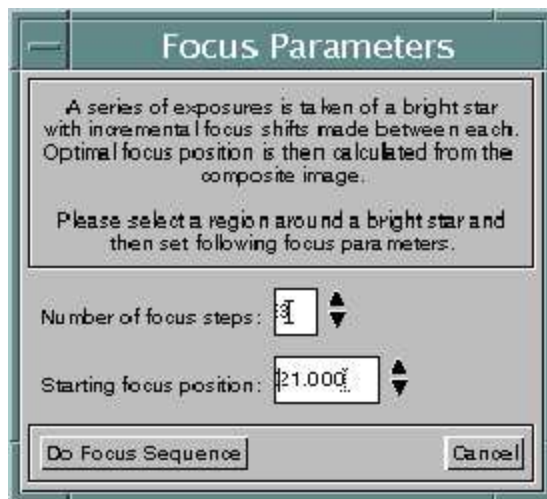 Focus Parameters
A series of exposures is taken of a bright star
with incremental focus shifts made between each.
Optimal focus position is then calculated from the
composite image.
Please select a region around a bright star and
then set following focus parameters.
Number of focus steps:
Starting focus position: 21.000
Do Focus Sequence Cancel